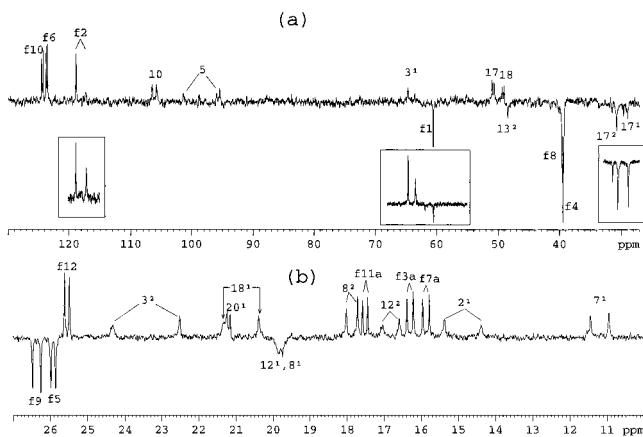 (a)
f10 f6 f2 10 5 3¹ 17 18
f1 13² 17² 17¹
f8
f4
120 110 100 90 80 70 60 50 40 30 ppm
(b)
f12 3² 18¹ 20¹ 8² f11a 12² f3a f7a 2¹ 7¹
12¹,8¹
f9 f5
26 25 24 23 22 21 20 19 18 17 16 15 14 13 12 11 ppm